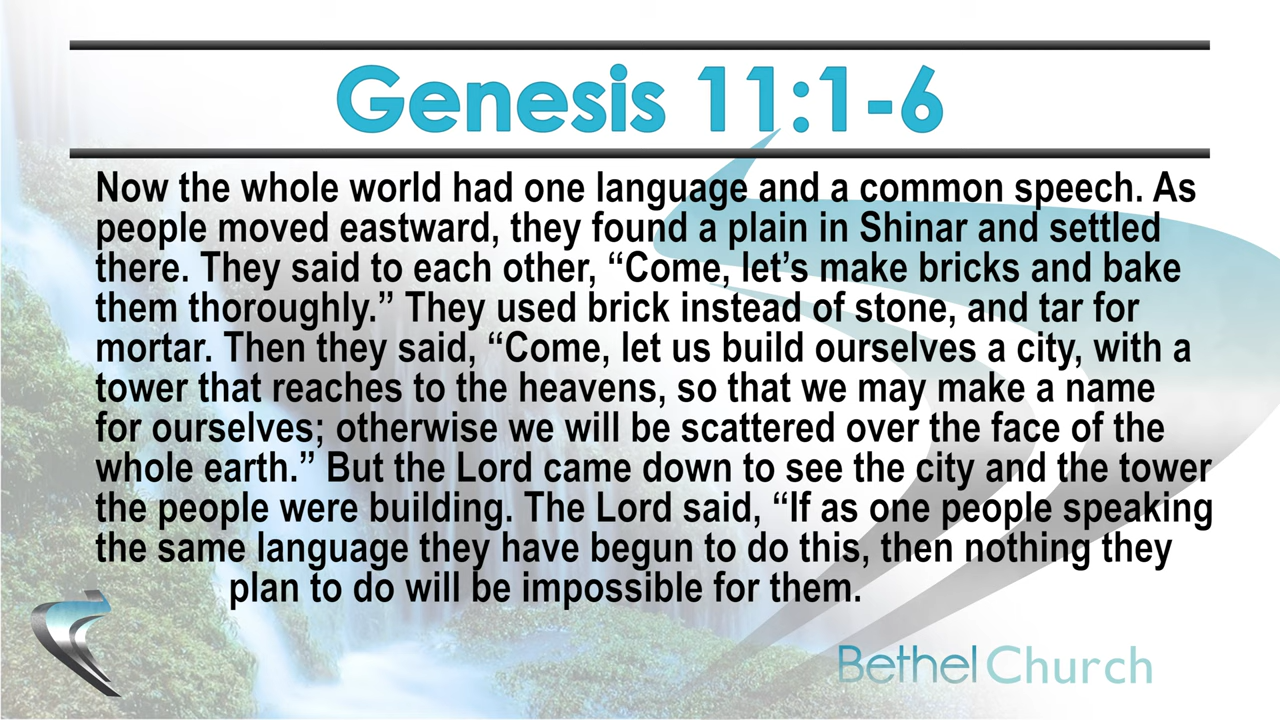 Genesis 11:1-6
Now the whole world had one language and a common speech. As
people moved eastward, they found a plain in Shinar and settled
there. They said to each other, “Come, let’s make bricks and bake
them thoroughly.” They used brick instead of stone, and tar for
mortar. Then they said, “Come, let us build ourselves a city, with a
tower that reaches to the heavens, so that we may make a name
for ourselves; otherwise we will be scattered over the face of the
whole earth.” But the Lord came down to see the city and the tower
the people were building. The Lord said, “If as one people speaking
the same language they have begun to do this, then nothing they
plan to do will be impossible for them.
Bethel Church